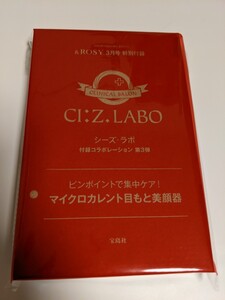 & ROSY 2月号 特別付録
CLINICAL SALON
CI:Z.LABO
シーズ・ラボ
付録コラボレーション 第3弾
ピンポイントで集中ケア!
マイクロカレント目もと美顔器
宝島社